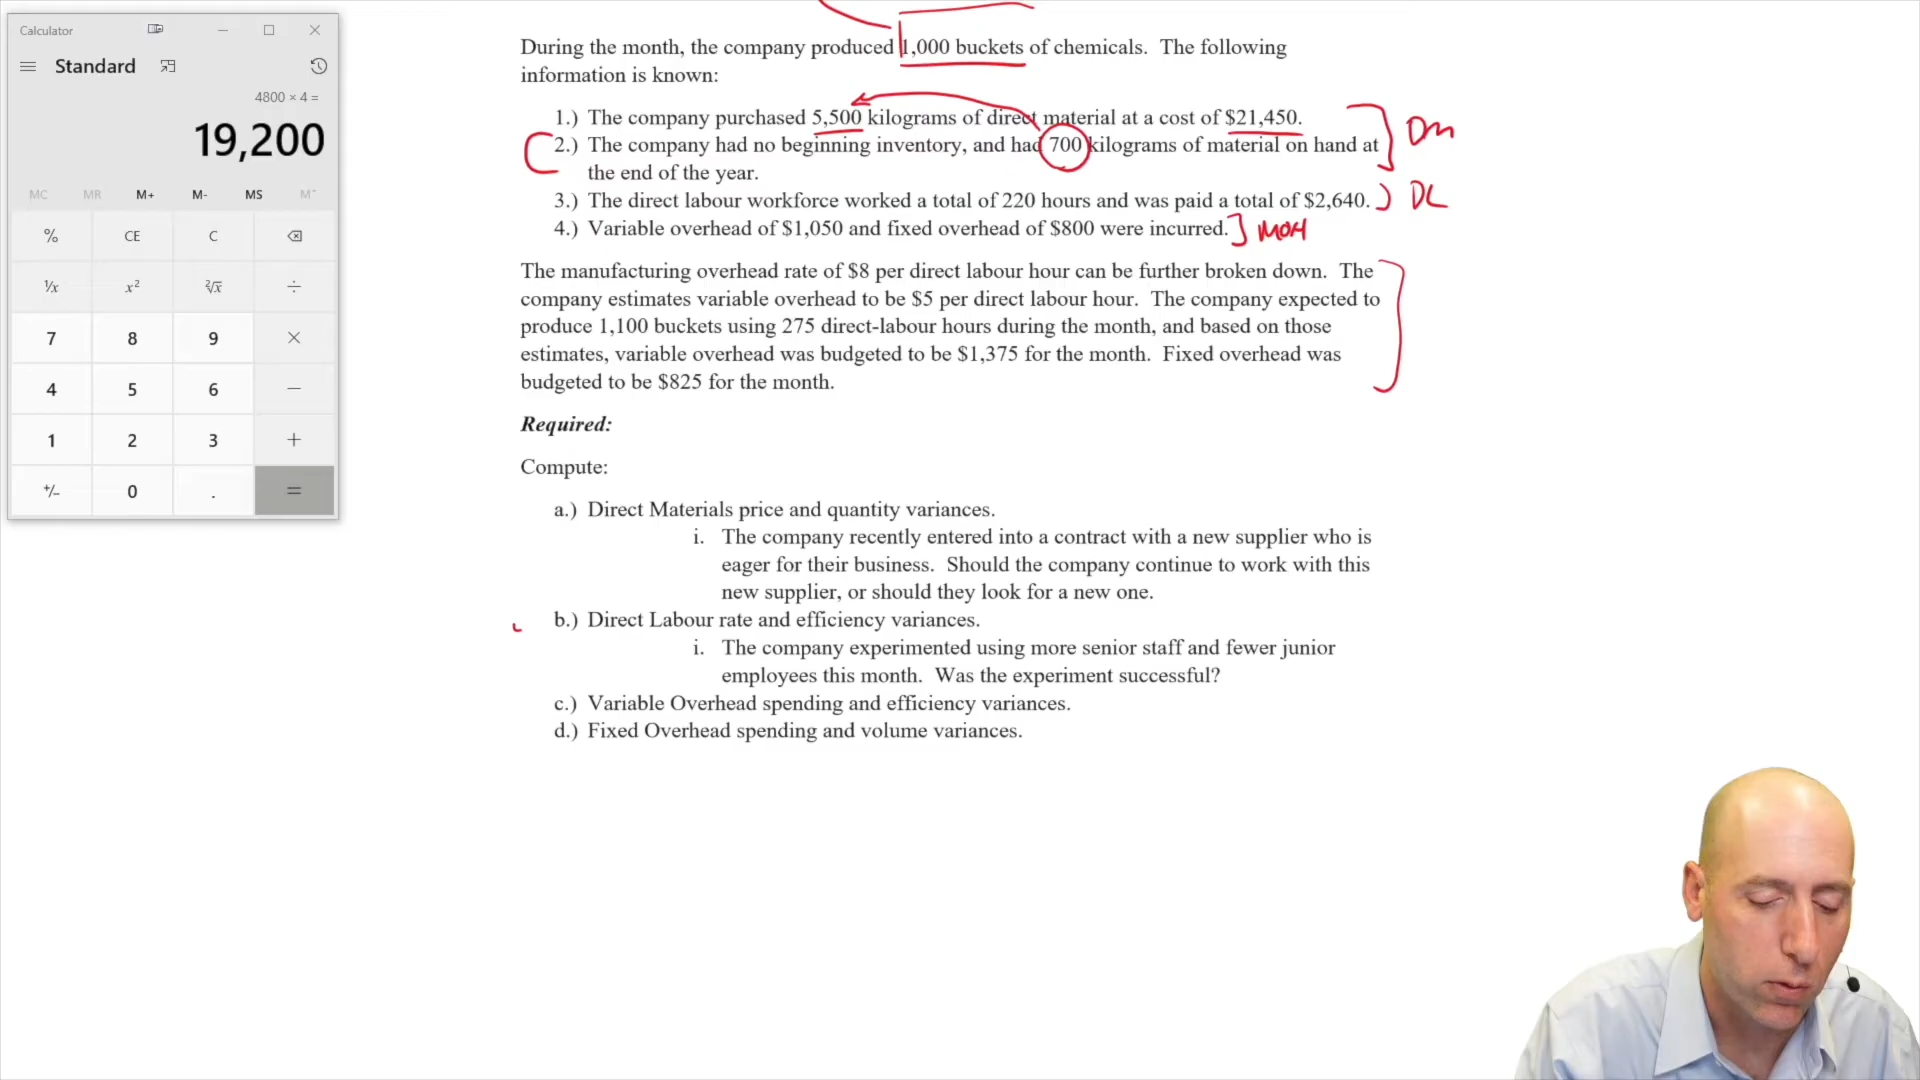 Calculator
Standard
4800 × 4 =
19,200
MC MR M+ M- MS M˅
% CE C
¹/x x² ²√x ÷
7 8 9 ×
4 5 6 −
1 2 3 +
+/− 0 . =
During the month, the company produced 1,000 buckets of chemicals. The following
information is known:
1.) The company purchased 5,500 kilograms of direct material at a cost of $21,450.
2.) The company had no beginning inventory, and had 700 kilograms of material on hand at
the end of the year.
DM
3.) The direct labour workforce worked a total of 220 hours and was paid a total of $2,640.
DL
4.) Variable overhead of $1,050 and fixed overhead of $800 were incurred.
MOH
The manufacturing overhead rate of $8 per direct labour hour can be further broken down. The
company estimates variable overhead to be $5 per direct labour hour. The company expected to
produce 1,100 buckets using 275 direct-labour hours during the month, and based on those
estimates, variable overhead was budgeted to be $1,375 for the month. Fixed overhead was
budgeted to be $825 for the month.
Required:
Compute:
a.) Direct Materials price and quantity variances.
i. The company recently entered into a contract with a new supplier who is
eager for their business. Should the company continue to work with this
new supplier, or should they look for a new one.
b.) Direct Labour rate and efficiency variances.
i. The company experimented using more senior staff and fewer junior
employees this month. Was the experiment successful?
c.) Variable Overhead spending and efficiency variances.
d.) Fixed Overhead spending and volume variances.